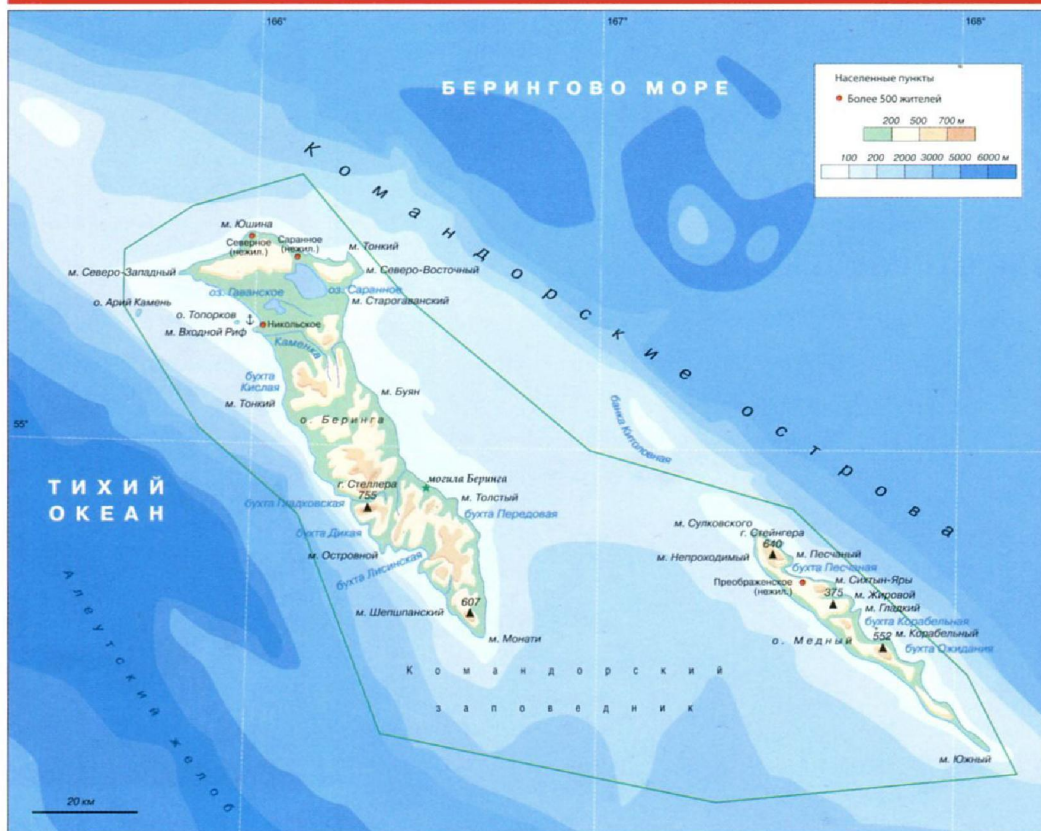 166°
167°
168°
БЕРИНГОВО МОРЕ
Населенные пункты
Более 500 жителей
200 500 700 м
100 200 2000 3000 5000 6000 м
Командорские острова
м. Юшина
Северное
(нежил.)
Саранное
(нежил.)
м. Тонкий
м. Северо-Западный
м. Северо-Восточный
оз. Гаванское
оз. Саранное
м. Старогаванский
о. Арий Камень
о. Топорков
Никольское
м. Входной Риф
Каменка
бухта
Кислая
м. Буян
м. Тонкий
о. Беринга
банка Китоловная
55°
ТИХИЙ
ОКЕАН
могила Беринга
г. Стеллера
755
м. Толстый
бухта Гладковская
бухта Передовая
бухта Дикая
м. Островной
бухта Лисинская
м. Шепшпанский
607
м. Монати
м. Сулковского
г. Стейнгера
640
м. Непроходимый
м. Песчаный
бухта Песчаная
Преображенское
(нежил.)
м. Сихтын-Яры
375
м. Жировой
м. Гладкий
бухта Корабельная
о. Медный
552
м. Корабельный
бухта Ожидания
Командорский
заповедник
м. Южный
Алеутский желоб
20 км